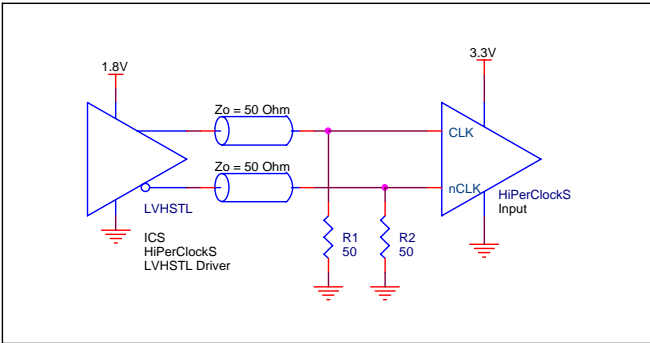 1.8V
3.3V
Zo = 50 Ohm
CLK
Zo = 50 Ohm
nCLK
HiPerClockS
Input
LVHSTL
ICS
HiPerClockS
LVHSTL Driver
R1
50
R2
50